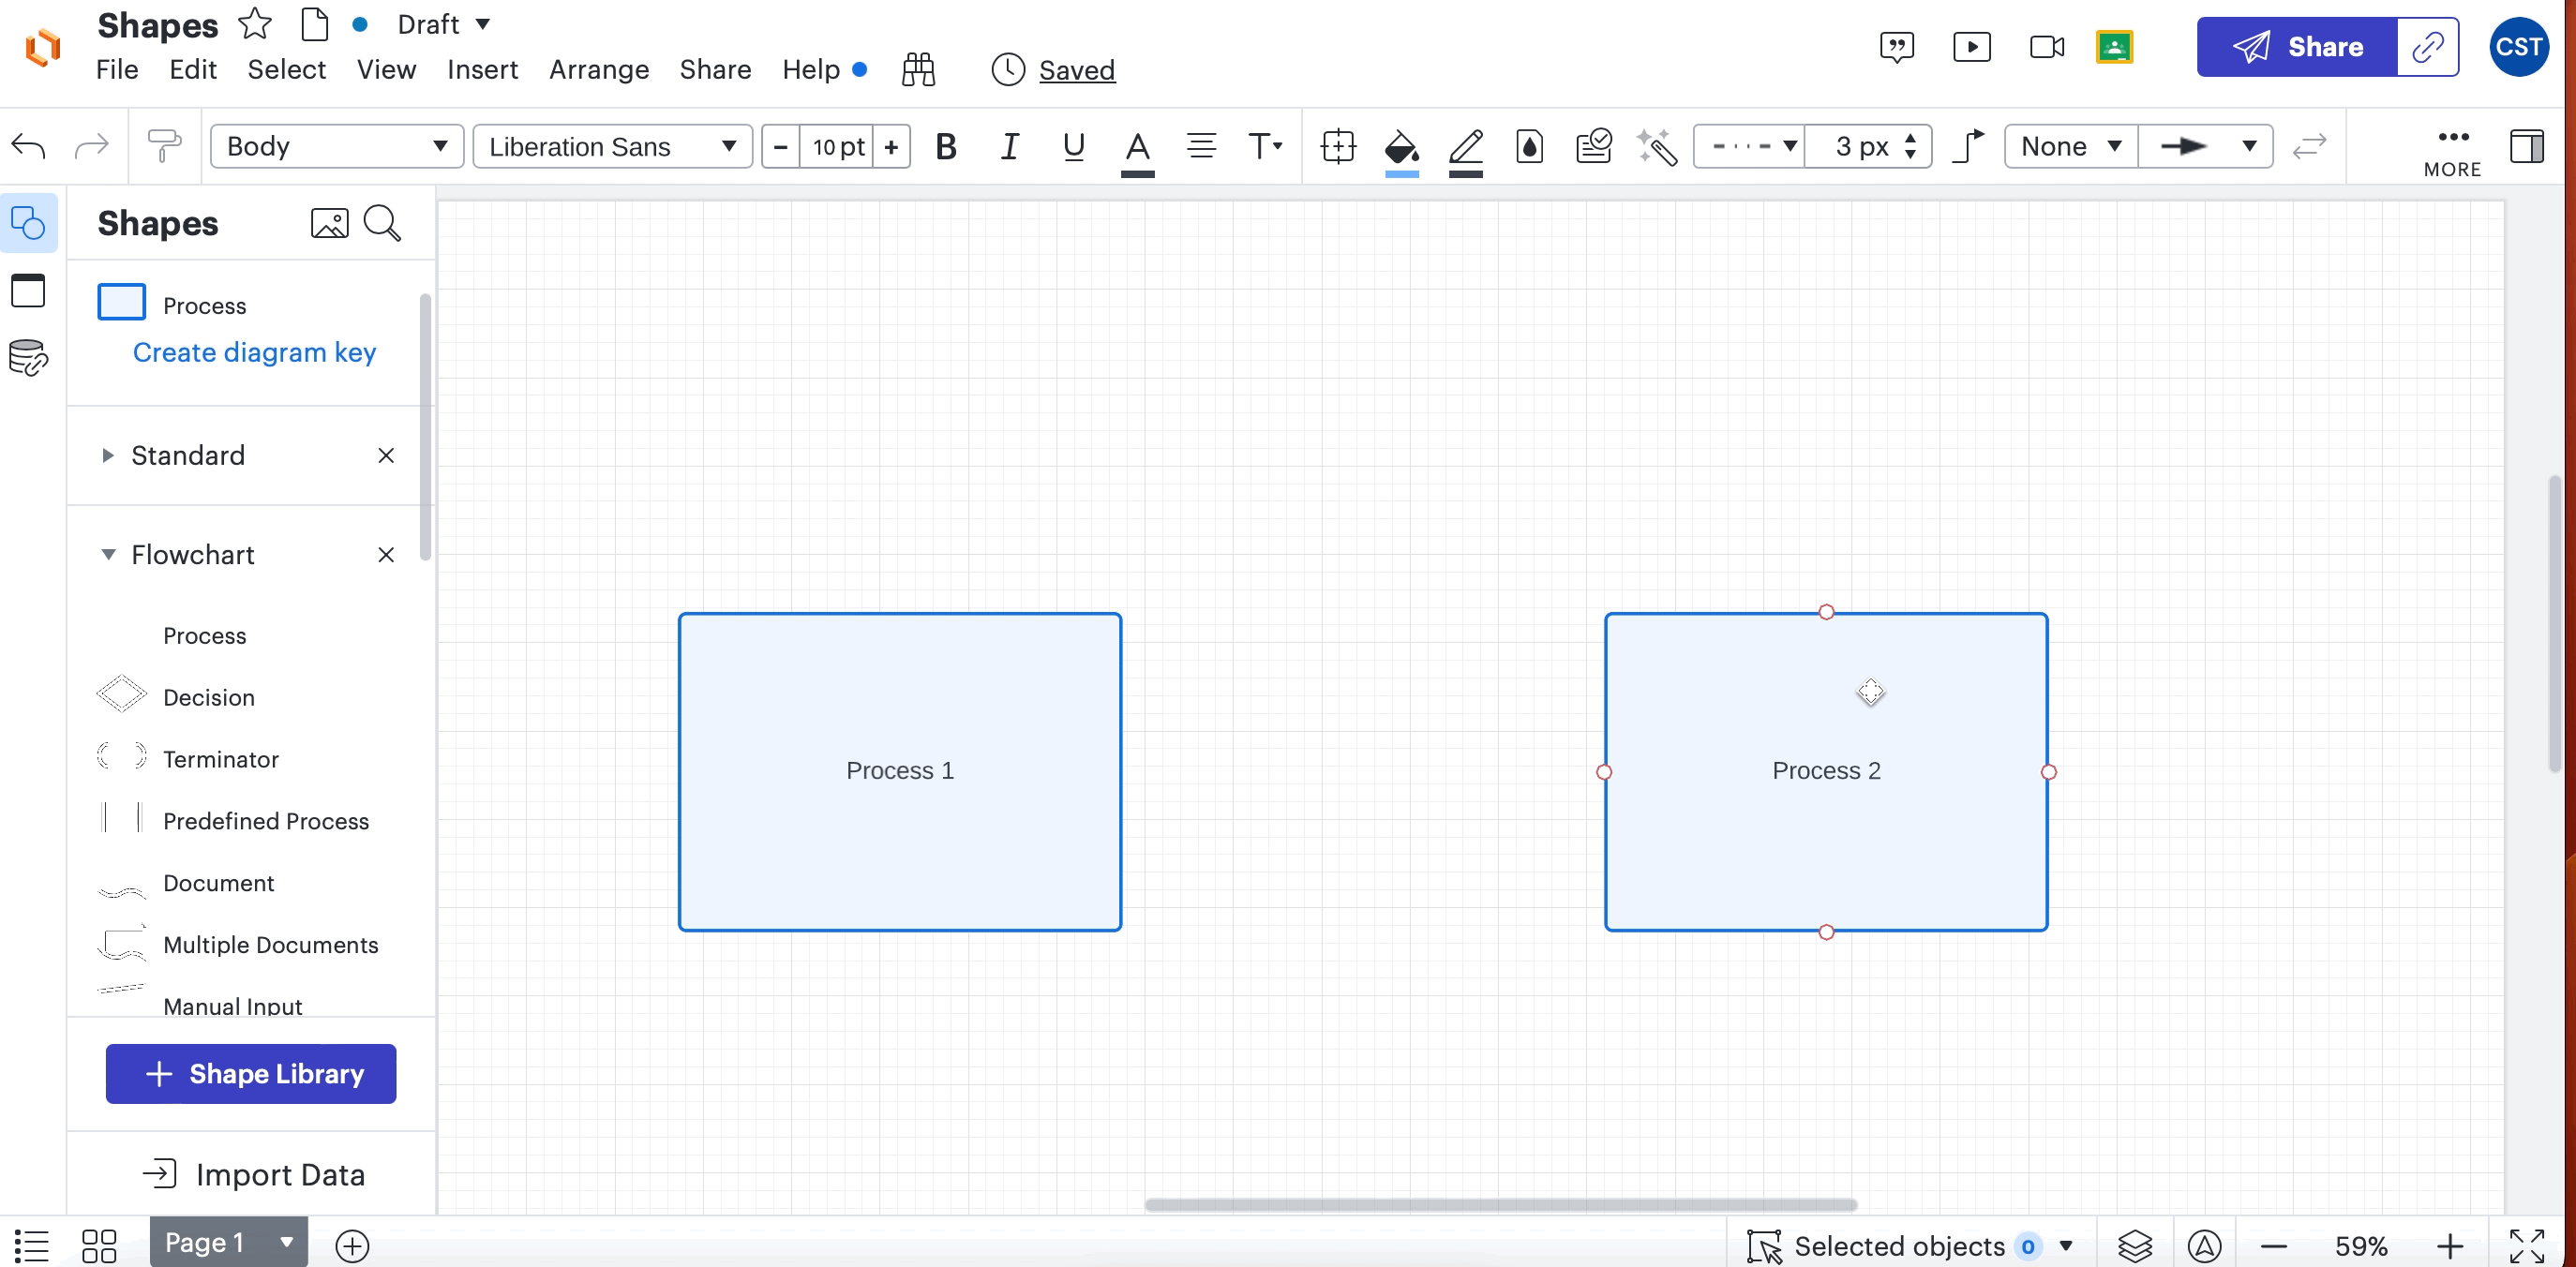 Shapes Draft
File Edit Select View Insert Arrange Share Help Saved
Share CST
Body Liberation Sans - 10 pt + B I U A T 3 px None MORE
Shapes
Process
Create diagram key
Standard
Flowchart
Process
Decision
Terminator
Predefined Process
Document
Multiple Documents
Manual Input
+ Shape Library
Import Data
Process 1
Process 2
Page 1
Selected objects 0 59%